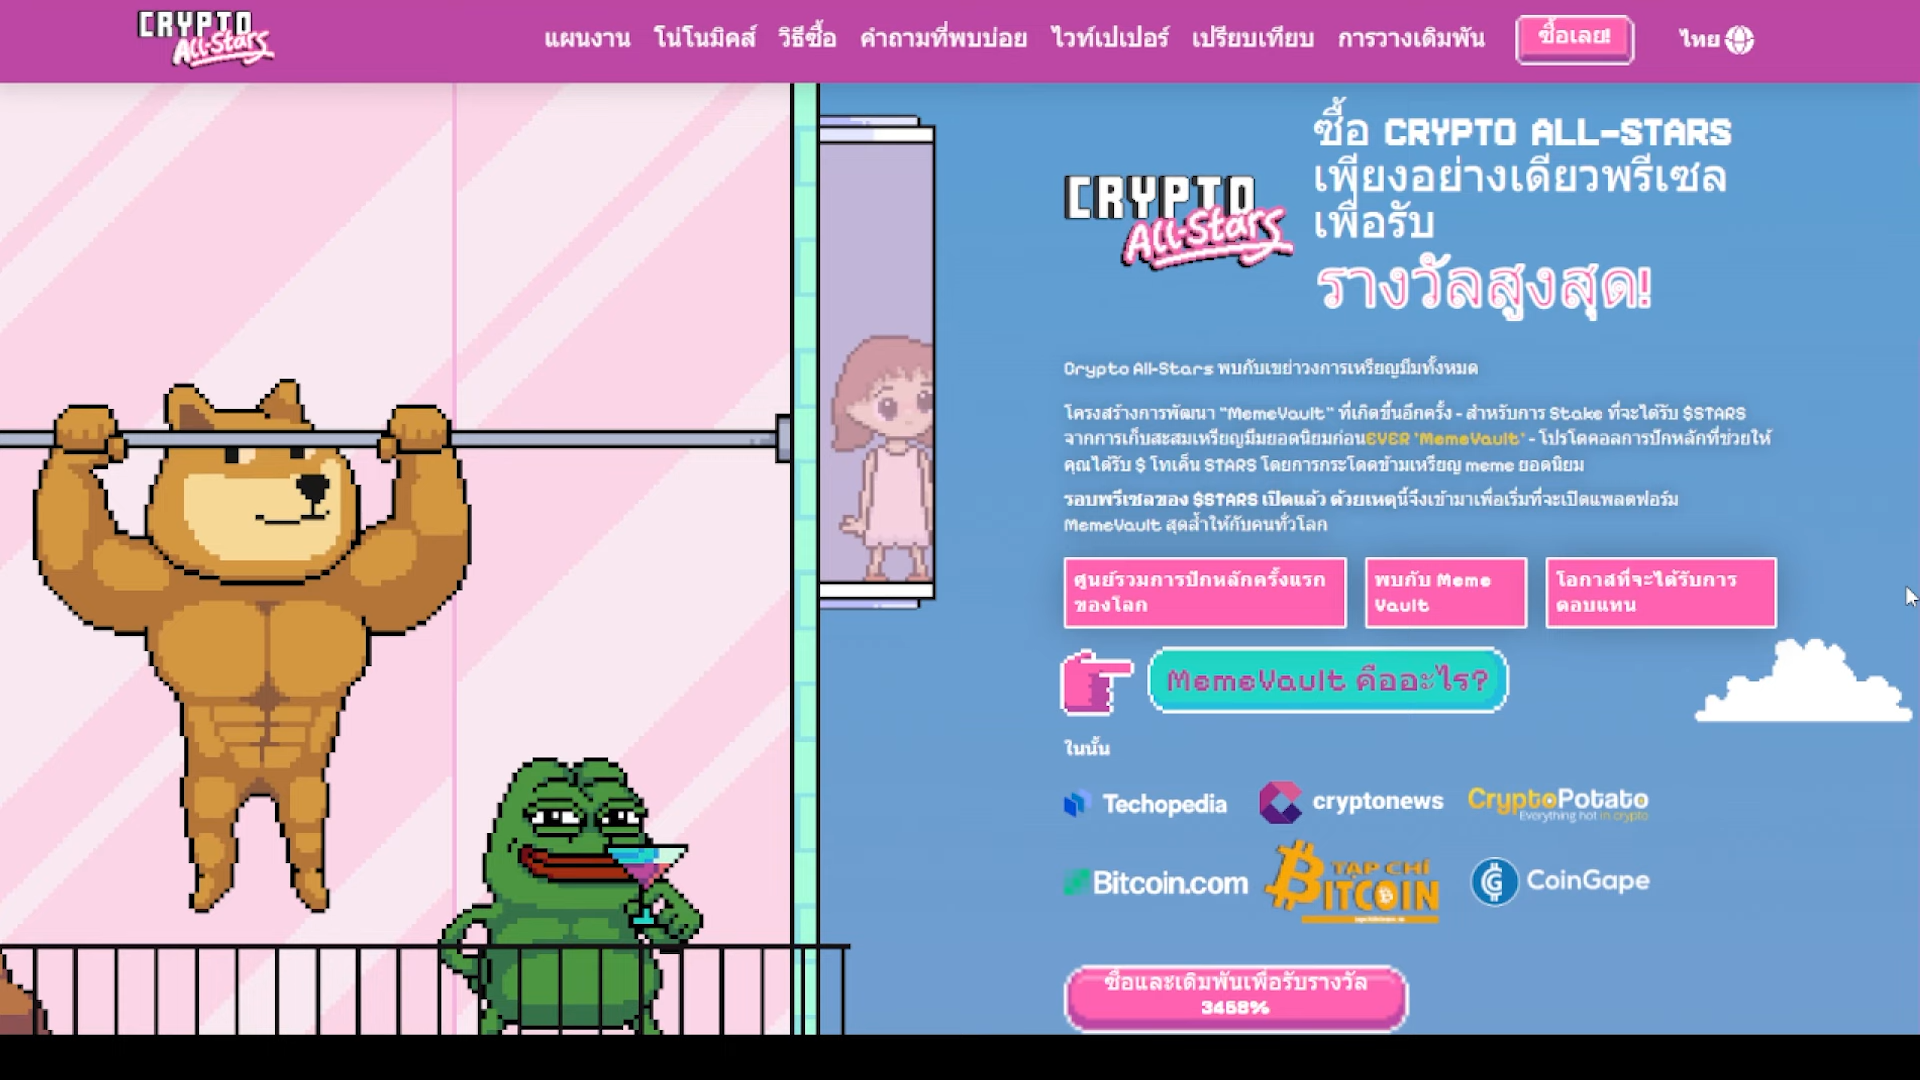 CRYPTO
All-Stars
แผนงาน โน่โนมิคส์ วิธีซื้อ คำถามที่พบบ่อย ไวท์เปเปอร์ เปรียบเทียบ การวางเดิมพัน ซื้อเลย! ไทย
CRYPTO
All-Stars
ซื้อ CRYPTO ALL-STARS
เพียงอย่างเดียวพรีเซล
เพื่อรับ
รางวัลสูงสุด!
Crypto All-Stars พบกับเขย่าวงการเหรียญมีมทั้งหมด
โครงสร้างการพัฒนา "MemeVault" ที่เกิดขึ้นอีกครั้ง - สำหรับการ Stake ที่จะได้รับ $STARS
จากการเก็บสะสมเหรียญมีมยอดนิยมก่อนEVER 'MemeVault' - โปรโตคอลการปักหลักที่ช่วยให้
คุณได้รับ $ โทเค็น STARS โดยการกระโดดข้ามเหรียญ meme ยอดนิยม
รอบพรีเซลของ $STARS เปิดแล้ว ด้วยเหตุนี้จึงเข้ามาเพื่อเริ่มที่จะเปิดแพลตฟอร์ม
MemeVault สุดล้ำให้กับคนทั่วโลก
ศูนย์รวมการปักหลักครั้งแรก
ของโลก
พบกับ Meme
Vault
โอกาสที่จะได้รับการ
ตอบแทน
MemeVault คืออะไร?
ในนั้น
Techopedia cryptonews CryptoPotato
Everything hot in crypto
Bitcoin.com TẠP CHÍ
BITCOIN CoinGape
ซื้อและเดิมพันเพื่อรับรางวัล
3458%